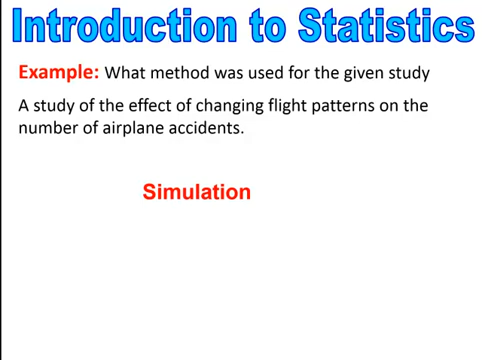 Introduction to Statistics
Example: What method was used for the given study
A study of the effect of changing flight patterns on the
number of airplane accidents.
Simulation